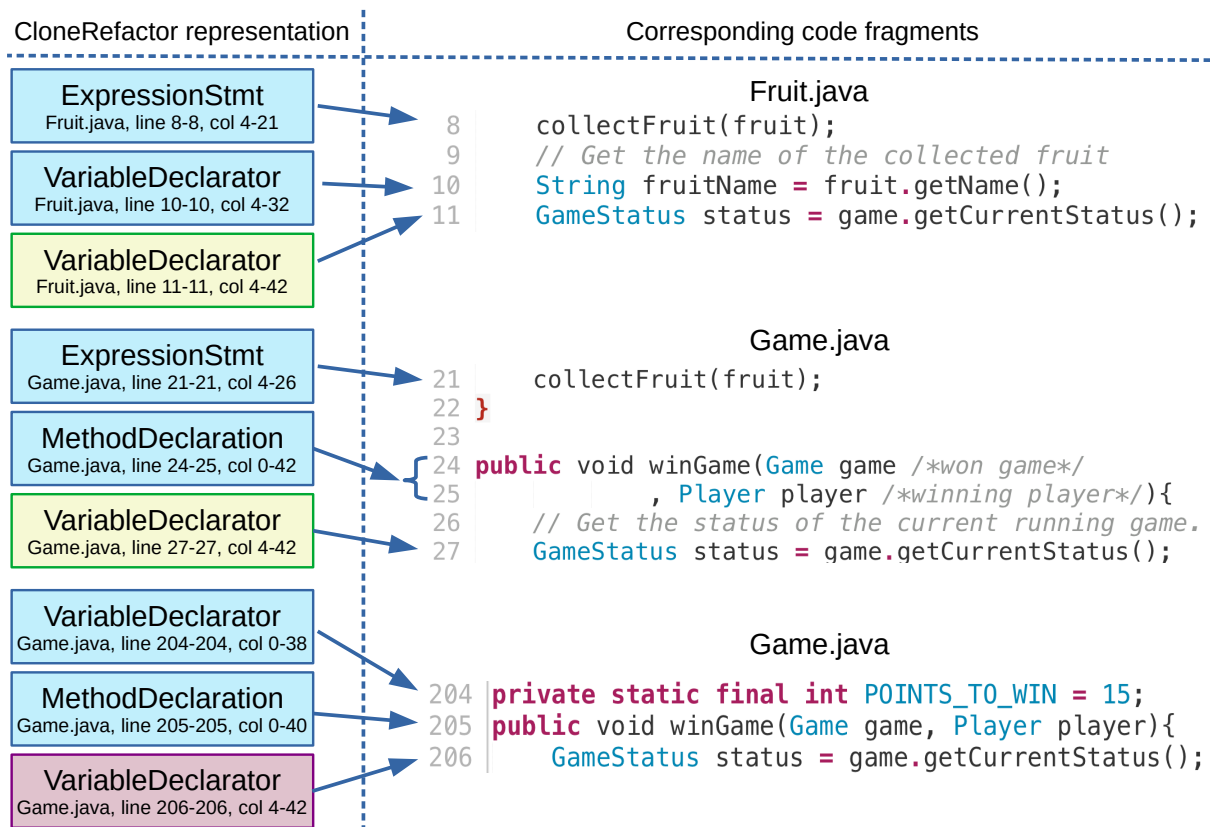 CloneRefactor representation
Corresponding code fragments
ExpressionStmt
Fruit.java, line 8-8, col 4-21
VariableDeclarator
Fruit.java, line 10-10, col 4-32
VariableDeclarator
Fruit.java, line 11-11, col 4-42
Fruit.java
8 collectFruit(fruit);
9 // Get the name of the collected fruit
10 String fruitName = fruit.getName();
11 GameStatus status = game.getCurrentStatus();
ExpressionStmt
Game.java, line 21-21, col 4-26
MethodDeclaration
Game.java, line 24-25, col 0-42
VariableDeclarator
Game.java, line 27-27, col 4-42
Game.java
21 collectFruit(fruit);
22 }
23
24 public void winGame(Game game /*won game*/
25 , Player player /*winning player*/){
26 // Get the status of the current running game.
27 GameStatus status = game.getCurrentStatus();
VariableDeclarator
Game.java, line 204-204, col 0-38
MethodDeclaration
Game.java, line 205-205, col 0-40
VariableDeclarator
Game.java, line 206-206, col 4-42
Game.java
204 private static final int POINTS_TO_WIN = 15;
205 public void winGame(Game game, Player player){
206 GameStatus status = game.getCurrentStatus();